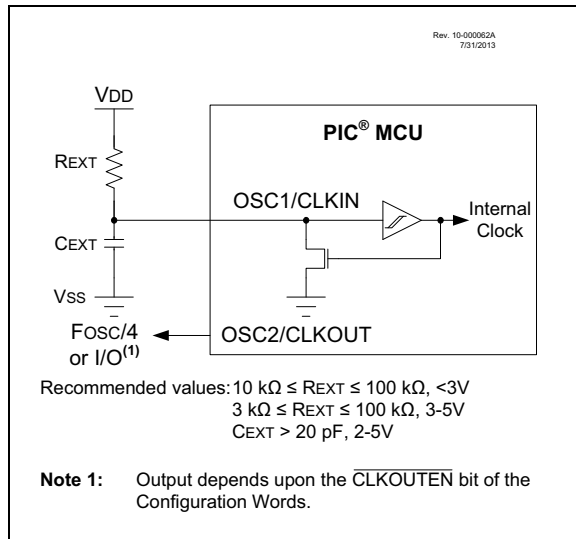 Rev. 10-000062A
7/31/2013
VDD
PIC® MCU
REXT
OSC1/CLKIN
Internal
Clock
CEXT
VSS
FOSC/4
or I/O(1)
OSC2/CLKOUT
Recommended values: 10 kΩ ≤ REXT ≤ 100 kΩ, <3V
3 kΩ ≤ REXT ≤ 100 kΩ, 3-5V
CEXT > 20 pF, 2-5V
Note 1: Output depends upon the CLKOUTEN bit of the
Configuration Words.